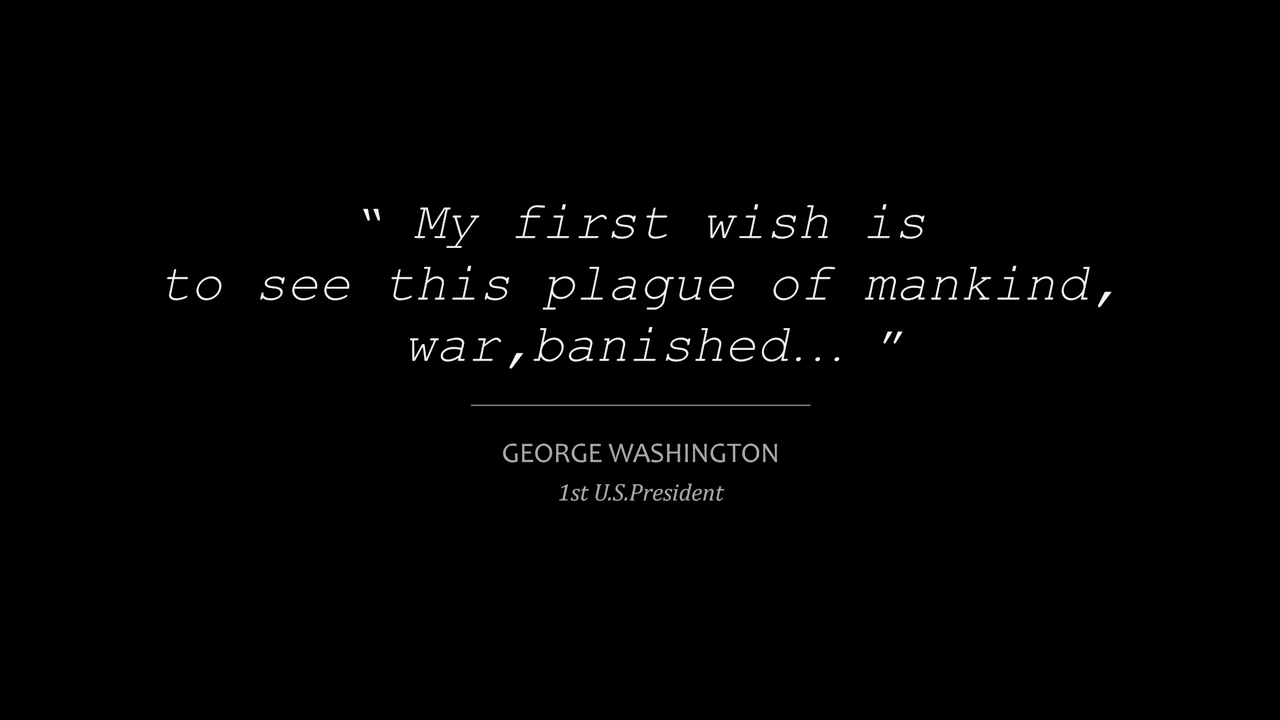 “ My first wish is
to see this plague of mankind,
war,banished... ”
GEORGE WASHINGTON
1st U.S.President